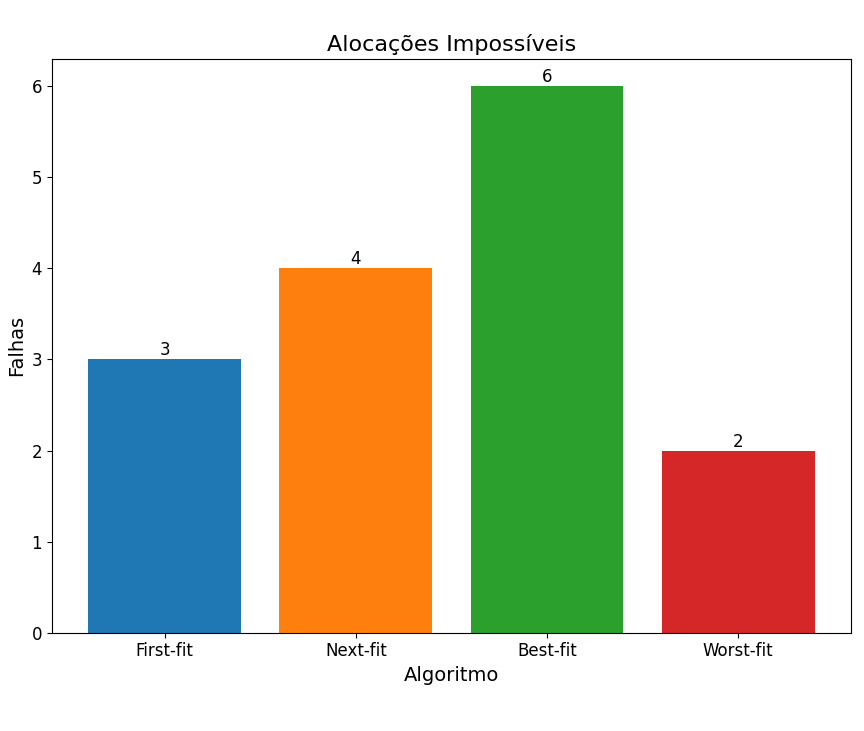 Alocações Impossíveis
6
5
4
3
2
1
0
Falhas
3
4
6
2
First-fit
Next-fit
Best-fit
Worst-fit
Algoritmo